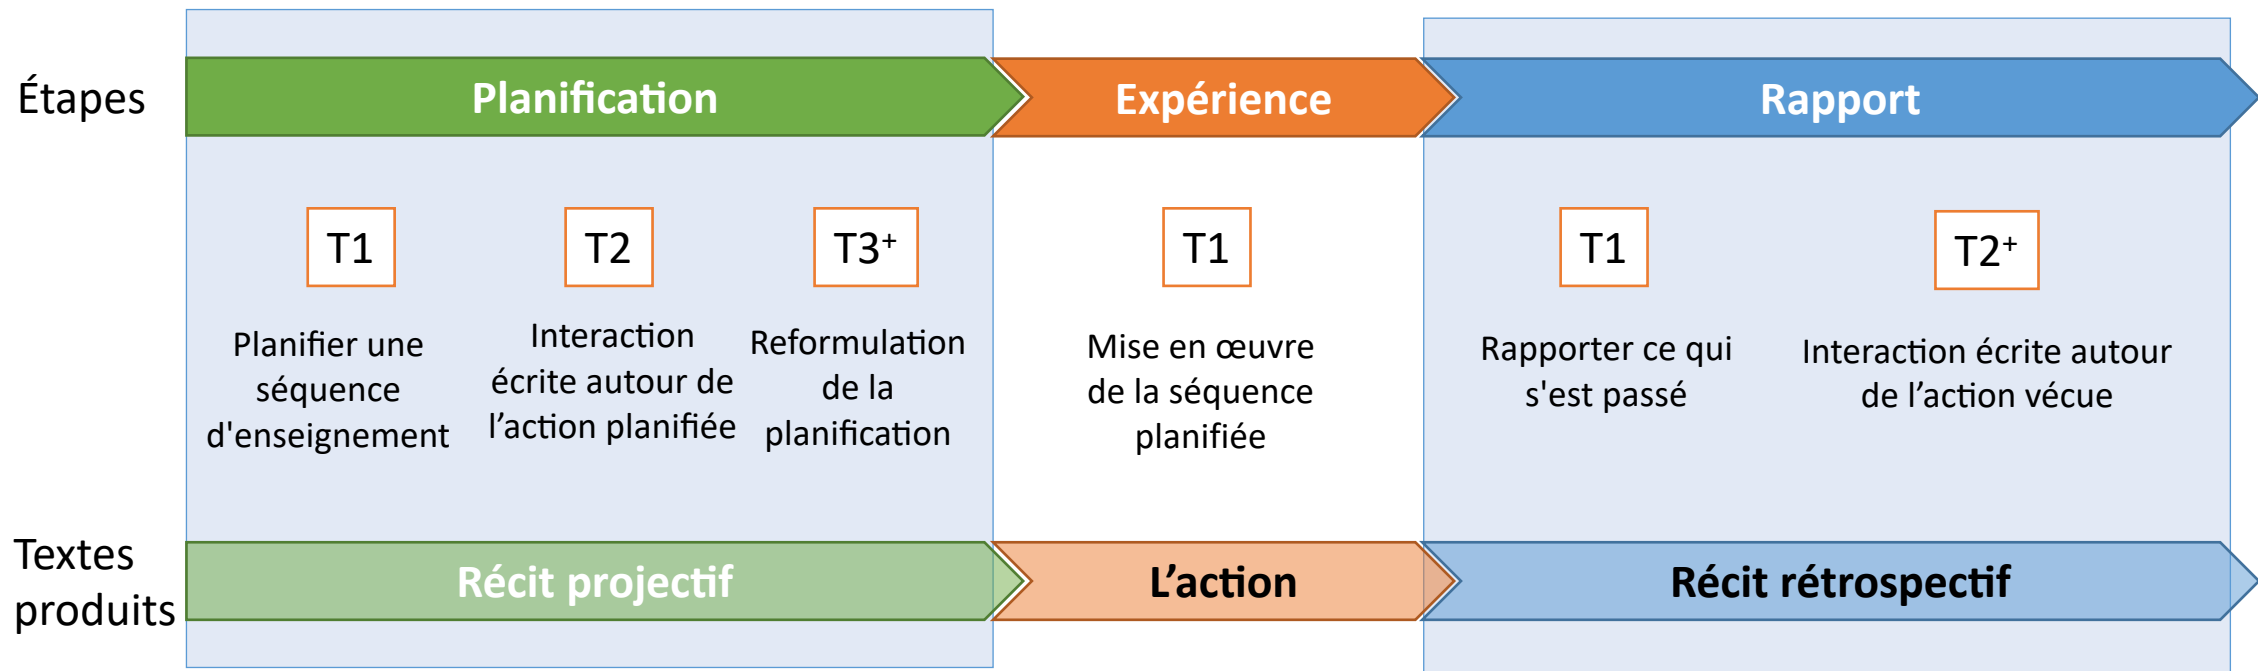 Étapes
Planification
Expérience
Rapport
T1
T2
T3⁺
T1
T1
T2⁺
Planifier une
séquence
d'enseignement
Interaction
écrite autour de
l’action planifiée
Reformulation
de la
planification
Mise en œuvre
de la séquence
planifiée
Rapporter ce qui
s'est passé
Interaction écrite autour
de l’action vécue
Textes
produits
Récit projectif
L’action
Récit rétrospectif